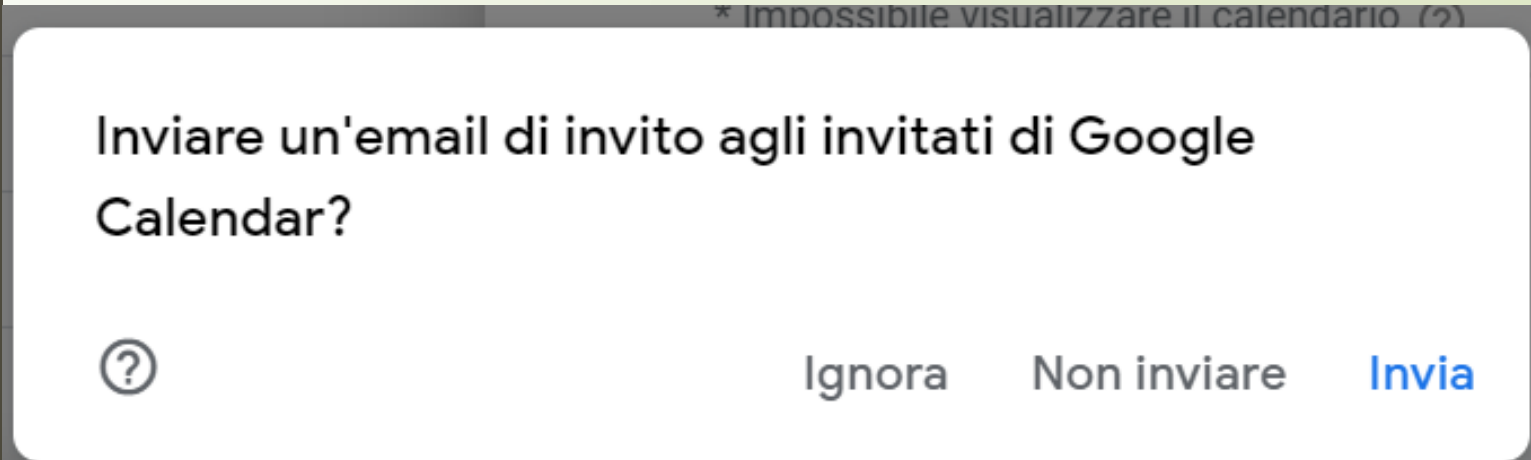 * Impossibile visualizzare il calendario (?)
Inviare un'email di invito agli invitati di Google
Calendar?
? Ignora Non inviare Invia